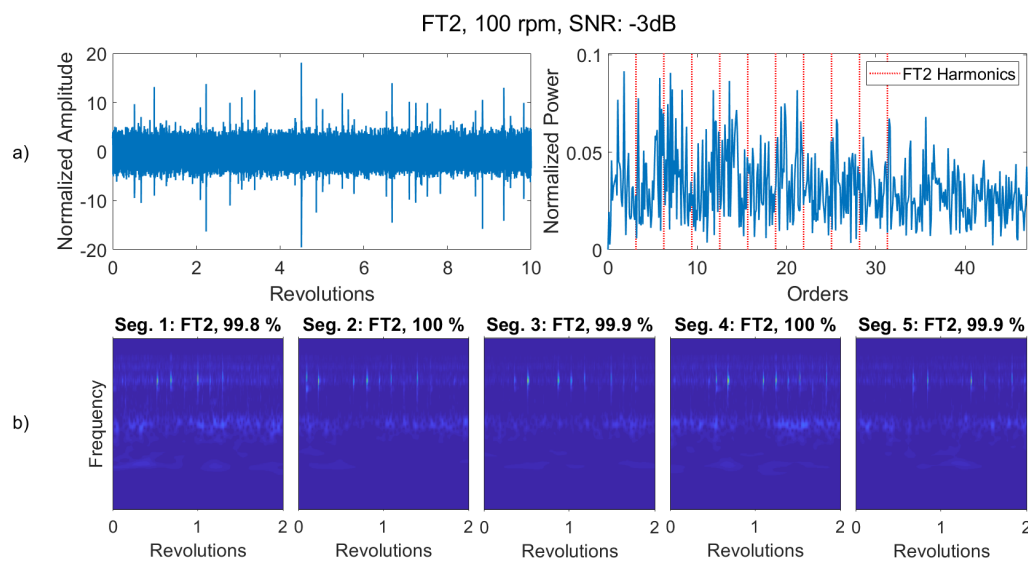 FT2, 100 rpm, SNR: -3dB
a)
Normalized Amplitude
20
10
0
-10
-20
0 2 4 6 8 10
Revolutions
Normalized Power
0.1
0.05
0
FT2 Harmonics
0 10 20 30 40
Orders
b)
Seg. 1: FT2, 99.8 % Seg. 2: FT2, 100 % Seg. 3: FT2, 99.9 % Seg. 4: FT2, 100 % Seg. 5: FT2, 99.9 %
Frequency
0 1 2 0 1 2 0 1 2 0 1 2 0 1 2
Revolutions Revolutions Revolutions Revolutions Revolutions